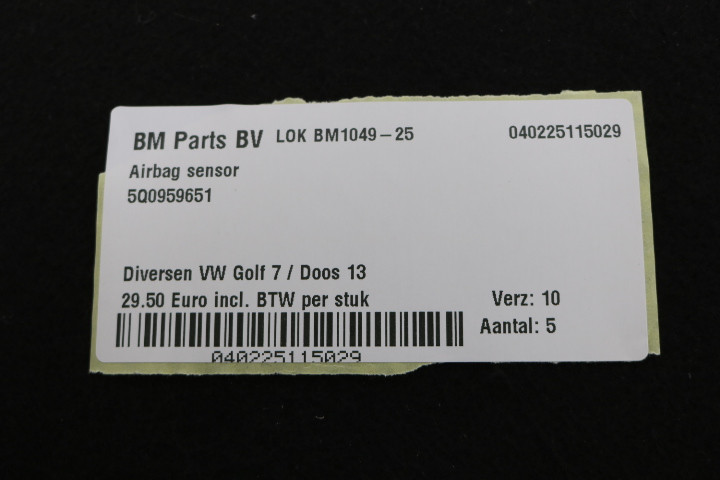 BM Parts BV LOK BM1049-25 040225115029
Airbag sensor
5Q0959651
Diversen VW Golf 7 / Doos 13
29.50 Euro incl. BTW per stuk Verz: 10
Aantal: 5
040225115029